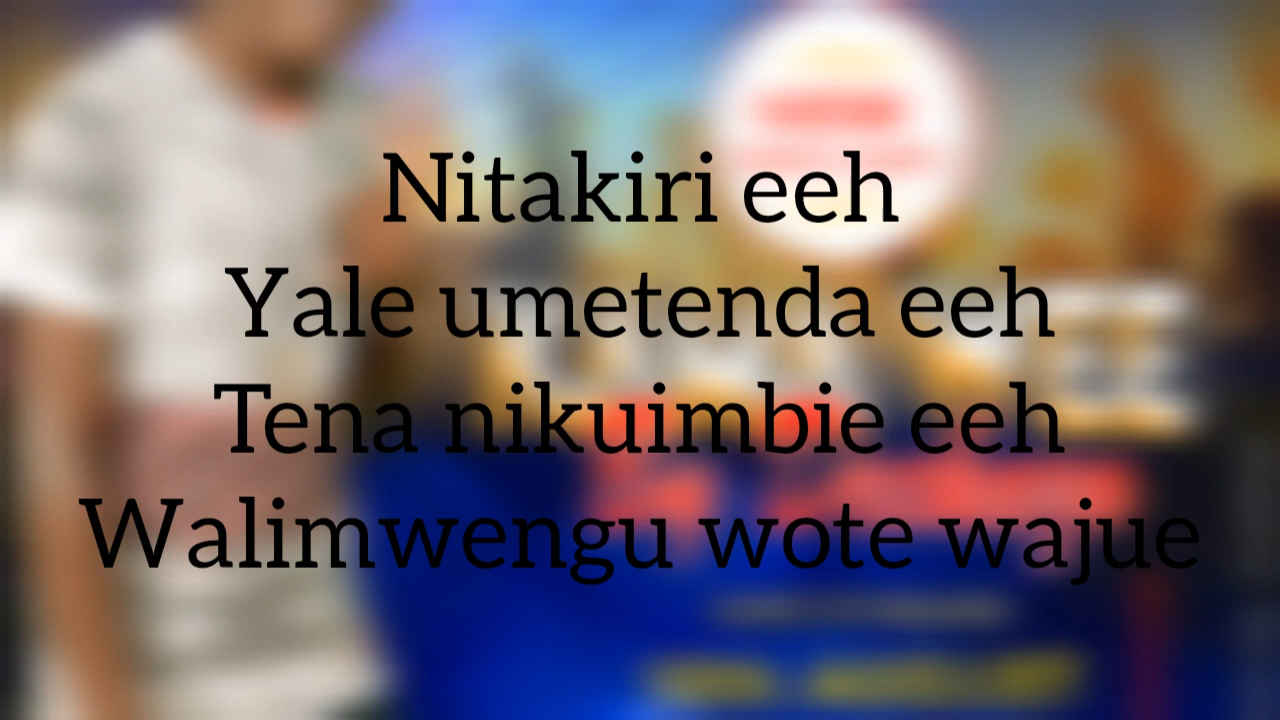 Nitakiri eeh
Yale umetenda eeh
Tena nikuimbie eeh
Walimwengu wote wajue